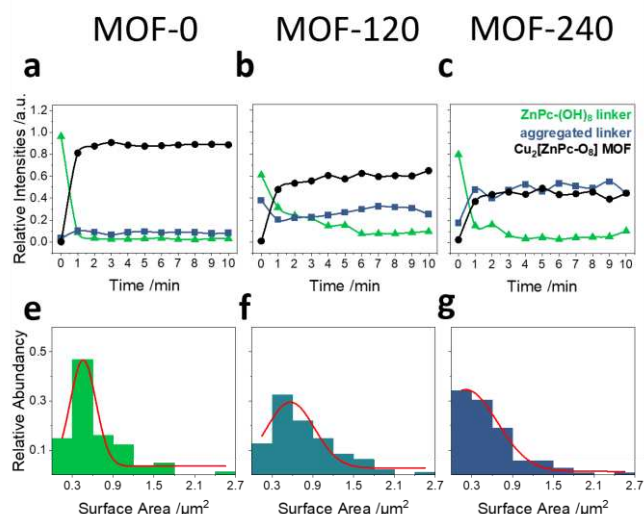 MOF-0 MOF-120 MOF-240
a b c
Relative Intensities /a.u.
1.2
1.0
0.8
0.6
0.4
0.2
0.0
ZnPc-(OH)₈ linker
aggregated linker
Cu₂[ZnPc-O₈] MOF
0 1 2 3 4 5 6 7 8 9 10 0 1 2 3 4 5 6 7 8 9 10 0 1 2 3 4 5 6 7 8 9 10
Time /min Time /min Time /min
e f g
Relative Abundancy
0.5
0.3
0.1
0.3 0.9 1.5 2.1 2.7 0.3 0.9 1.5 2.1 2.7 0.3 0.9 1.5 2.1 2.7
Surface Area /μm² Surface Area /μm² Surface Area /μm²